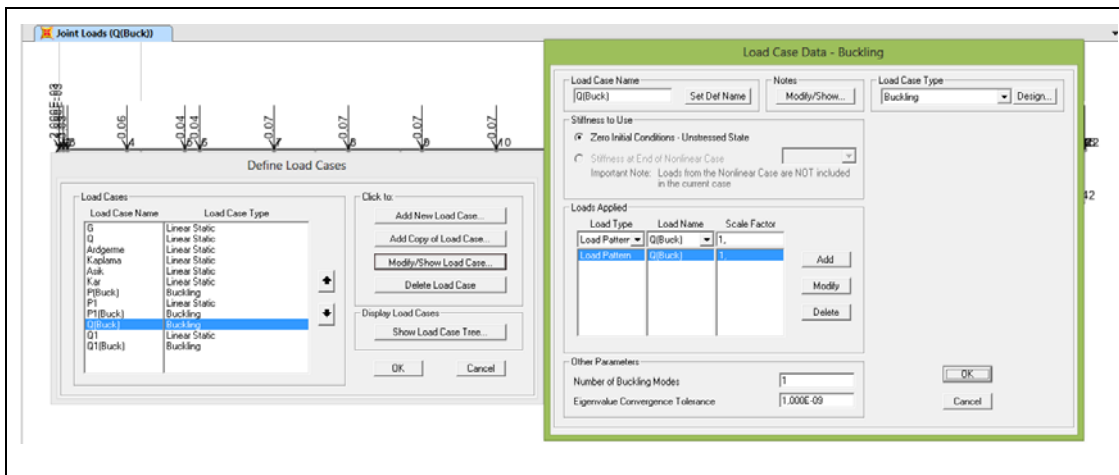 Joint Loads (Q(Buck))
-0.06
-0.04
-0.04
-0.07
-0.07
-0.07
-0.07
4
7
10
42
Define Load Cases
Load Cases
Load Case Name Load Case Type
G Linear Static
Q Linear Static
Ardgerme Linear Static
Kaplama Linear Static
Asik Linear Static
Kar Linear Static
P(Buck) Buckling
P1 Linear Static
P1(Buck) Buckling
Q(Buck) Buckling
Q1 Linear Static
Q1(Buck) Buckling
Click to:
Add New Load Case...
Add Copy of Load Case...
Modify/Show Load Case...
Delete Load Case
Display Load Cases
Show Load Case Tree...
OK Cancel
Load Case Data - Buckling
Load Case Name
Q(Buck) Set Def Name
Notes
Modify/Show...
Load Case Type
Buckling Design...
Stiffness to Use
Zero Initial Conditions - Unstressed State
Stiffness at End of Nonlinear Case
Important Note: Loads from the Nonlinear Case are NOT included
in the current case
Loads Applied
Load Type Load Name Scale Factor
Load Pattern Q(Buck) 1,
Load Pattern Q(Buck) 1,
Add
Modify
Delete
Other Parameters
Number of Buckling Modes 1
Eigenvalue Convergence Tolerance 1,000E-09
OK
Cancel